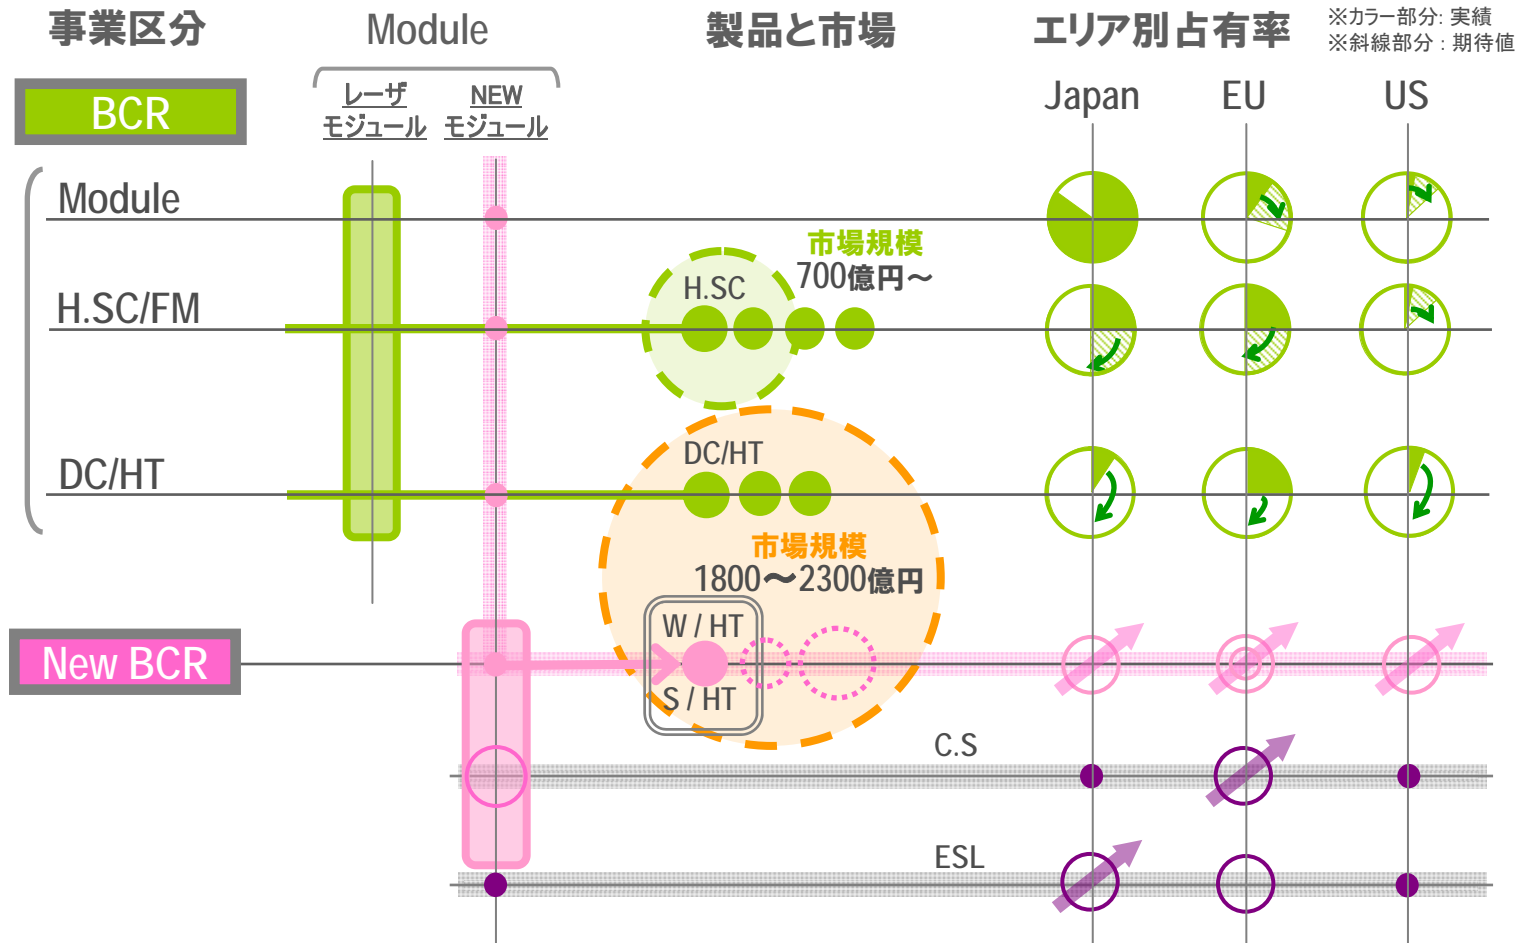 事業区分
Module
製品と市場
エリア別占有率
※カラー部分: 実績
※斜線部分 : 期待値
BCR
レーザ
モジュール
NEW
モジュール
Japan
EU
US
Module
市場規模
700億円～
H.SC
H.SC/FM
DC/HT
DC/HT
市場規模
1800～2300億円
New BCR
W / HT
S / HT
C.S
ESL